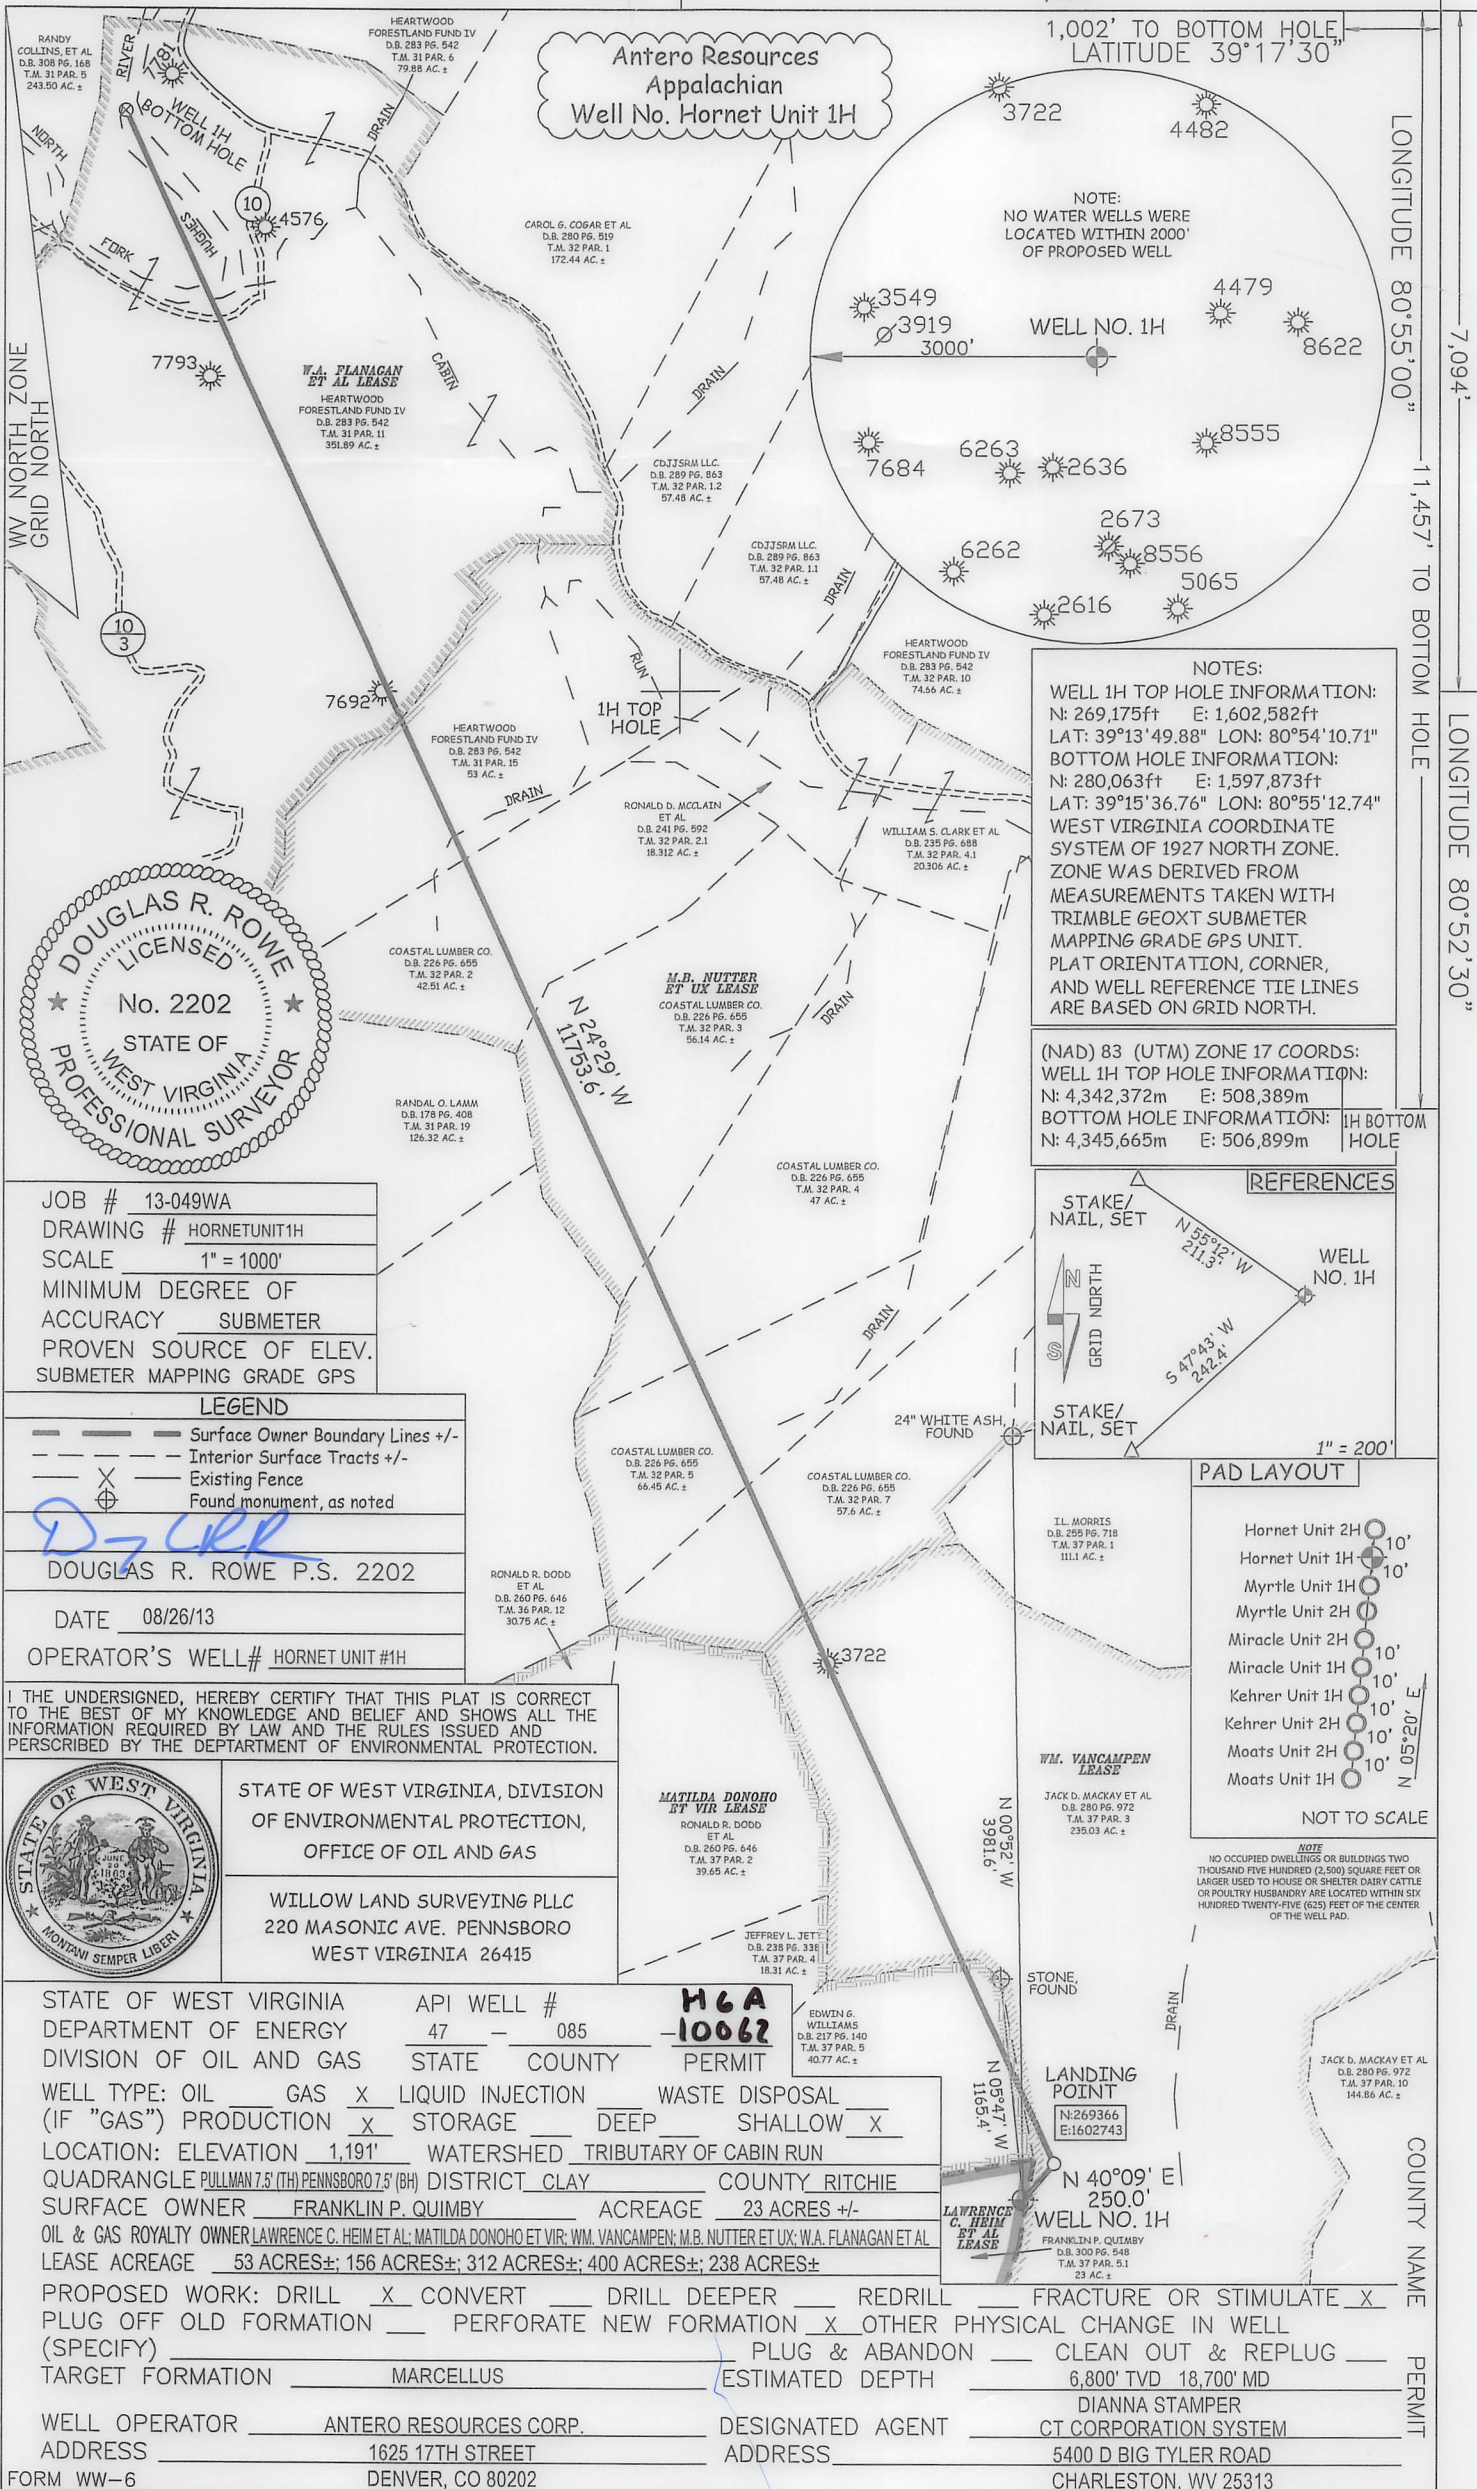 1,002' TO BOTTOM HOLE
LATITUDE 39°17'30"
Antero Resources
Appalachian
Well No. Hornet Unit 1H
RANDY
COLLINS, ET AL
D.B. 308 PG. 168
T.M. 31 PAR. 5
243.50 AC. ±
RIVER
7781
WELL 1H
BOTTOM HOLE
HEARTWOOD
FORESTLAND FUND IV
D.B. 283 PG. 542
T.M. 31 PAR. 6
79.88 AC. ±
DRAIN
NORTH
FORK
HUGHES
10
4576
CAROL G. COGAR ET AL
D.B. 280 PG. 519
T.M. 32 PAR. 1
172.44 AC. ±
3722
4482
NOTE:
NO WATER WELLS WERE
LOCATED WITHIN 2000'
OF PROPOSED WELL
3549
3919
3000'
WELL NO. 1H
4479
8622
7684
6263
2636
8555
2673
6262
8556
5065
2616
LONGITUDE 80°55'00"
11,457' TO BOTTOM HOLE
7,094'
LONGITUDE 80°52'30"
WV NORTH ZONE
GRID NORTH
7793
W.A. FLANAGAN
ET AL LEASE
HEARTWOOD
FORESTLAND FUND IV
D.B. 283 PG. 542
T.M. 31 PAR. 11
351.89 AC. ±
CABIN
DRAIN
CDJJSRM LLC.
D.B. 289 PG. 863
T.M. 32 PAR. 1.2
57.48 AC. ±
CDJJSRM LLC.
D.B. 289 PG. 863
T.M. 32 PAR. 1.1
57.48 AC. ±
DRAIN
HEARTWOOD
FORESTLAND FUND IV
D.B. 283 PG. 542
T.M. 32 PAR. 10
74.66 AC. ±
10
3
RUN
7692
1H TOP
HOLE
HEARTWOOD
FORESTLAND FUND IV
D.B. 283 PG. 542
T.M. 31 PAR. 15
53 AC. ±
DRAIN
RONALD D. MCCLAIN
ET AL
D.B. 241 PG. 592
T.M. 32 PAR. 2.1
18.312 AC. ±
WILLIAM S. CLARK ET AL
D.B. 235 PG. 688
T.M. 32 PAR. 4.1
20.306 AC. ±
NOTES:
WELL 1H TOP HOLE INFORMATION:
N: 269,175ft E: 1,602,582ft
LAT: 39°13'49.88" LON: 80°54'10.71"
BOTTOM HOLE INFORMATION:
N: 280,063ft E: 1,597,873ft
LAT: 39°15'36.76" LON: 80°55'12.74"
WEST VIRGINIA COORDINATE
SYSTEM OF 1927 NORTH ZONE.
ZONE WAS DERIVED FROM
MEASUREMENTS TAKEN WITH
TRIMBLE GEOXT SUBMETER
MAPPING GRADE GPS UNIT.
PLAT ORIENTATION, CORNER,
AND WELL REFERENCE TIE LINES
ARE BASED ON GRID NORTH.
(NAD) 83 (UTM) ZONE 17 COORDS:
WELL 1H TOP HOLE INFORMATION:
N: 4,342,372m E: 508,389m
BOTTOM HOLE INFORMATION:
N: 4,345,665m E: 506,899m
1H BOTTOM
HOLE
DOUGLAS R. ROWE
LICENSED
No. 2202
STATE OF
WEST VIRGINIA
PROFESSIONAL SURVEYOR
COASTAL LUMBER CO.
D.B. 226 PG. 655
T.M. 32 PAR. 2
42.51 AC. ±
M.B. NUTTER
ET UX LEASE
COASTAL LUMBER CO.
D.B. 226 PG. 655
T.M. 32 PAR. 3
56.14 AC. ±
DRAIN
N 24°29' W
11753.6'
RANDAL O. LAMM
D.B. 178 PG. 408
T.M. 31 PAR. 19
126.32 AC. ±
COASTAL LUMBER CO.
D.B. 226 PG. 655
T.M. 32 PAR. 4
47 AC. ±
DRAIN
REFERENCES
STAKE/
NAIL, SET
N 55°12' W
211.3'
WELL
NO. 1H
N
S
GRID NORTH
S 47°43' W
242.4'
STAKE/
NAIL, SET
1" = 200'
JOB # 13-049WA
DRAWING # HORNETUNIT1H
SCALE 1" = 1000'
MINIMUM DEGREE OF
ACCURACY SUBMETER
PROVEN SOURCE OF ELEV.
SUBMETER MAPPING GRADE GPS
LEGEND
Surface Owner Boundary Lines +/-
Interior Surface Tracts +/-
Existing Fence
Found monument, as noted
DOUGLAS R. ROWE P.S. 2202
DATE 08/26/13
OPERATOR'S WELL# HORNET UNIT #1H
24" WHITE ASH,
FOUND
COASTAL LUMBER CO.
D.B. 226 PG. 655
T.M. 32 PAR. 5
66.45 AC. ±
COASTAL LUMBER CO.
D.B. 226 PG. 655
T.M. 32 PAR. 7
57.6 AC. ±
I.L. MORRIS
D.B. 255 PG. 718
T.M. 37 PAR. 1
111.1 AC. ±
RONALD R. DODD
ET AL
D.B. 260 PG. 646
T.M. 36 PAR. 12
30.75 AC. ±
3722
PAD LAYOUT
Hornet Unit 2H
10'
Hornet Unit 1H
10'
Myrtle Unit 1H
Myrtle Unit 2H
Miracle Unit 2H
10'
Miracle Unit 1H
10'
Kehrer Unit 1H
10'
Kehrer Unit 2H
10'
Moats Unit 2H
10'
Moats Unit 1H
N 05°20' E
NOT TO SCALE
NOTE
NO OCCUPIED DWELLINGS OR BUILDINGS TWO
THOUSAND FIVE HUNDRED (2,500) SQUARE FEET OR
LARGER USED TO HOUSE OR SHELTER DAIRY CATTLE
OR POULTRY HUSBANDRY ARE LOCATED WITHIN SIX
HUNDRED TWENTY-FIVE (625) FEET OF THE CENTER
OF THE WELL PAD.
I THE UNDERSIGNED, HEREBY CERTIFY THAT THIS PLAT IS CORRECT
TO THE BEST OF MY KNOWLEDGE AND BELIEF AND SHOWS ALL THE
INFORMATION REQUIRED BY LAW AND THE RULES ISSUED AND
PERSCRIBED BY THE DEPTARTMENT OF ENVIRONMENTAL PROTECTION.
STATE OF WEST VIRGINIA.
JUNE
20
1863
MONTANI SEMPER LIBERI
STATE OF WEST VIRGINIA, DIVISION
OF ENVIRONMENTAL PROTECTION,
OFFICE OF OIL AND GAS
WILLOW LAND SURVEYING PLLC
220 MASONIC AVE. PENNSBORO
WEST VIRGINIA 26415
MATILDA DONOHO
ET VIR LEASE
RONALD R. DODD
ET AL
D.B. 260 PG. 646
T.M. 37 PAR. 2
39.65 AC. ±
WM. VANCAMPEN
LEASE
JACK D. MACKAY ET AL
D.B. 280 PG. 972
T.M. 37 PAR. 3
235.03 AC. ±
N 00°52' W
3981.6'
JEFFREY L. JETT
D.B. 238 PG. 338
T.M. 37 PAR. 4
18.31 AC. ±
STONE,
FOUND
DRAIN
EDWIN G.
WILLIAMS
D.B. 217 PG. 140
T.M. 37 PAR. 5
40.77 AC. ±
N 05°47' W
1165.4'
LANDING
POINT
N:269366
E:1602743
JACK D. MACKAY ET AL
D.B. 280 PG. 972
T.M. 37 PAR. 10
144.86 AC. ±
N 40°09' E
250.0'
WELL NO. 1H
LAWRENCE
C. HEIM
ET AL
LEASE
FRANKLIN P. QUIMBY
D.B. 300 PG. 548
T.M. 37 PAR. 5.1
23 AC. ±
COUNTY NAME
PERMIT
STATE OF WEST VIRGINIA
DEPARTMENT OF ENERGY
DIVISION OF OIL AND GAS
API WELL # H6A
47 - 085 - 10062
STATE COUNTY PERMIT
WELL TYPE: OIL ___ GAS X LIQUID INJECTION ___ WASTE DISPOSAL ___
(IF "GAS") PRODUCTION X STORAGE ___ DEEP ___ SHALLOW X
LOCATION: ELEVATION 1,191' WATERSHED TRIBUTARY OF CABIN RUN
QUADRANGLE PULLMAN 7.5' (TH) PENNSBORO 7.5' (BH) DISTRICT CLAY COUNTY RITCHIE
SURFACE OWNER FRANKLIN P. QUIMBY ACREAGE 23 ACRES +/-
OIL & GAS ROYALTY OWNER LAWRENCE C. HEIM ET AL; MATILDA DONOHO ET VIR; WM. VANCAMPEN; M.B. NUTTER ET UX; W.A. FLANAGAN ET AL
LEASE ACREAGE 53 ACRES±; 156 ACRES±; 312 ACRES±; 400 ACRES±; 238 ACRES±
PROPOSED WORK: DRILL X CONVERT ___ DRILL DEEPER ___ REDRILL ___ FRACTURE OR STIMULATE X
PLUG OFF OLD FORMATION ___ PERFORATE NEW FORMATION X OTHER PHYSICAL CHANGE IN WELL
(SPECIFY) ___ PLUG & ABANDON ___ CLEAN OUT & REPLUG ___
TARGET FORMATION MARCELLUS ESTIMATED DEPTH 6,800' TVD 18,700' MD
DIANNA STAMPER
WELL OPERATOR ANTERO RESOURCES CORP. DESIGNATED AGENT CT CORPORATION SYSTEM
ADDRESS 1625 17TH STREET ADDRESS 5400 D BIG TYLER ROAD
FORM WW-6 DENVER, CO 80202 CHARLESTON, WV 25313